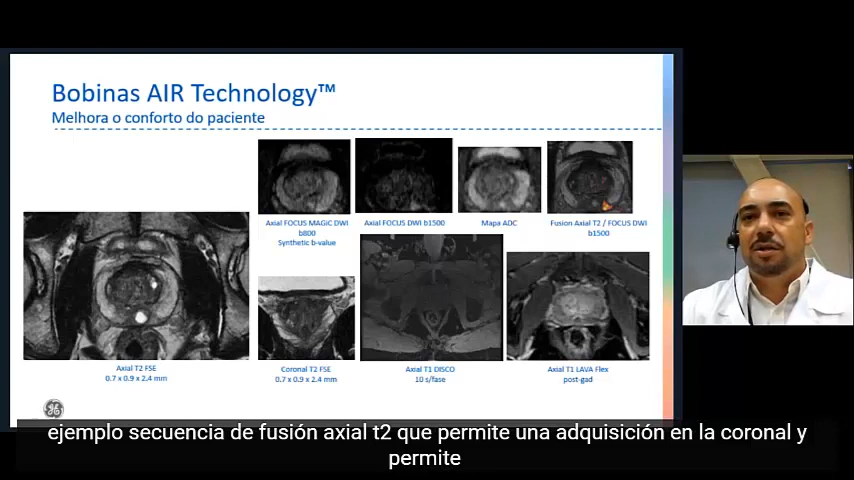 Bobinas AIR Technology™
Melhora o conforto do paciente
Axial FOCUS MAGiC DWI
b800
Synthetic b-value
Axial FOCUS DWI b1500
Mapa ADC
Fusion Axial T2 / FOCUS DWI
b1500
Axial T2 FSE
0.7 x 0.9 x 2.4 mm
Coronal T2 FSE
0.7 x 0.9 x 2.4 mm
Axial T1 DISCO
10 s/fase
Axial T1 LAVA Flex
post-gad
ejemplo secuencia de fusión axial t2 que permite una adquisición en la coronal y
permite